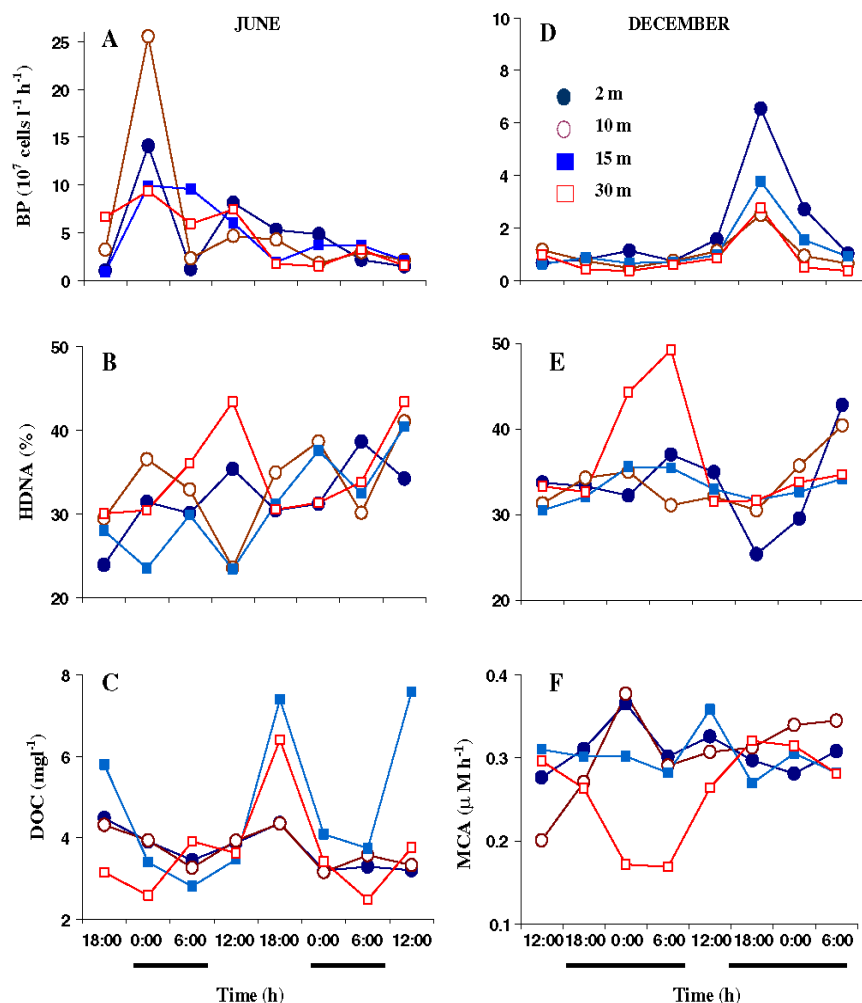 JUNE
A
BP (10⁷ cells l⁻¹ h⁻¹)
25
20
15
10
5
0
DECEMBER
D
10
8
6
4
2
0
2 m
10 m
15 m
30 m
B
HDNA (%)
50
40
30
20
E
50
40
30
20
C
DOC (mgl⁻¹)
8
6
4
2
18:00 0:00 6:00 12:00 18:00 0:00 6:00 12:00
Time (h)
F
MCA (μ M h⁻¹)
0.4
0.3
0.2
0.1
12:00 18:00 0:00 6:00 12:00 18:00 0:00 6:00
Time (h)